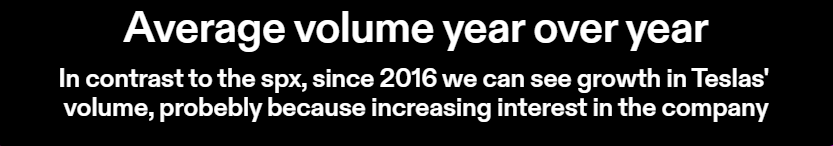 Average volume year over year
In contrast to the spx, since 2016 we can see growth in Teslas'
volume, probebly because increasing interest in the company